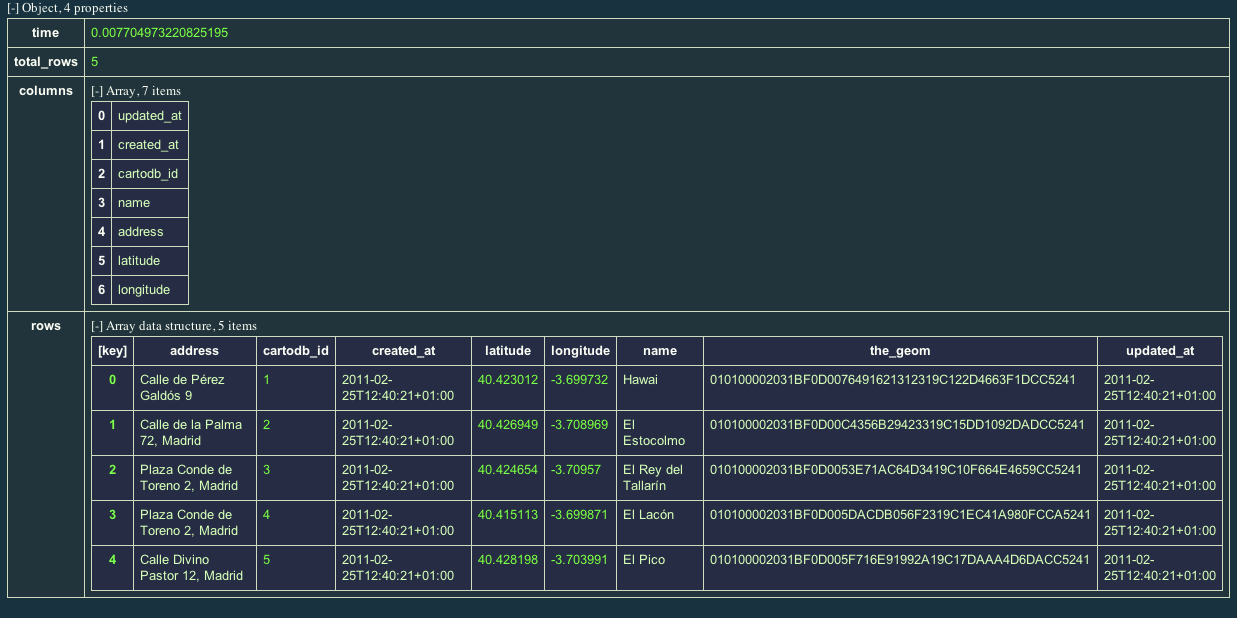 [-] Object, 4 properties
time 0.007704973220825195
total_rows 5
columns [-] Array, 7 items
0 updated_at
1 created_at
2 cartodb_id
3 name
4 address
5 latitude
6 longitude
rows [-] Array data structure, 5 items
[key] address cartodb_id created_at latitude longitude name the_geom updated_at
0 Calle de Pérez 1 2011-02- 40.423012 -3.699732 Hawai 010100002031BF0D0076491621312319C122D4663F1DCC5241 2011-02-
Galdós 9 25T12:40:21+01:00 25T12:40:21+01:00
1 Calle de la Palma 2 2011-02- 40.426949 -3.708969 El 010100002031BF0D00C4356B29423319C15DD1092DADCC5241 2011-02-
72, Madrid 25T12:40:21+01:00 Estocolmo 25T12:40:21+01:00
2 Plaza Conde de 3 2011-02- 40.424654 -3.70957 El Rey del 010100002031BF0D0053E71AC64D3419C10F664E4659CC5241 2011-02-
Toreno 2, Madrid 25T12:40:21+01:00 Tallarín 25T12:40:21+01:00
3 Plaza Conde de 4 2011-02- 40.415113 -3.699871 El Lacón 010100002031BF0D005DACDB056F2319C1EC41A980FCCA5241 2011-02-
Toreno 2, Madrid 25T12:40:21+01:00 25T12:40:21+01:00
4 Calle Divino 5 2011-02- 40.428198 -3.703991 El Pico 010100002031BF0D005F716E91992A19C17DAAA4D6DACC5241 2011-02-
Pastor 12, Madrid 25T12:40:21+01:00 25T12:40:21+01:00